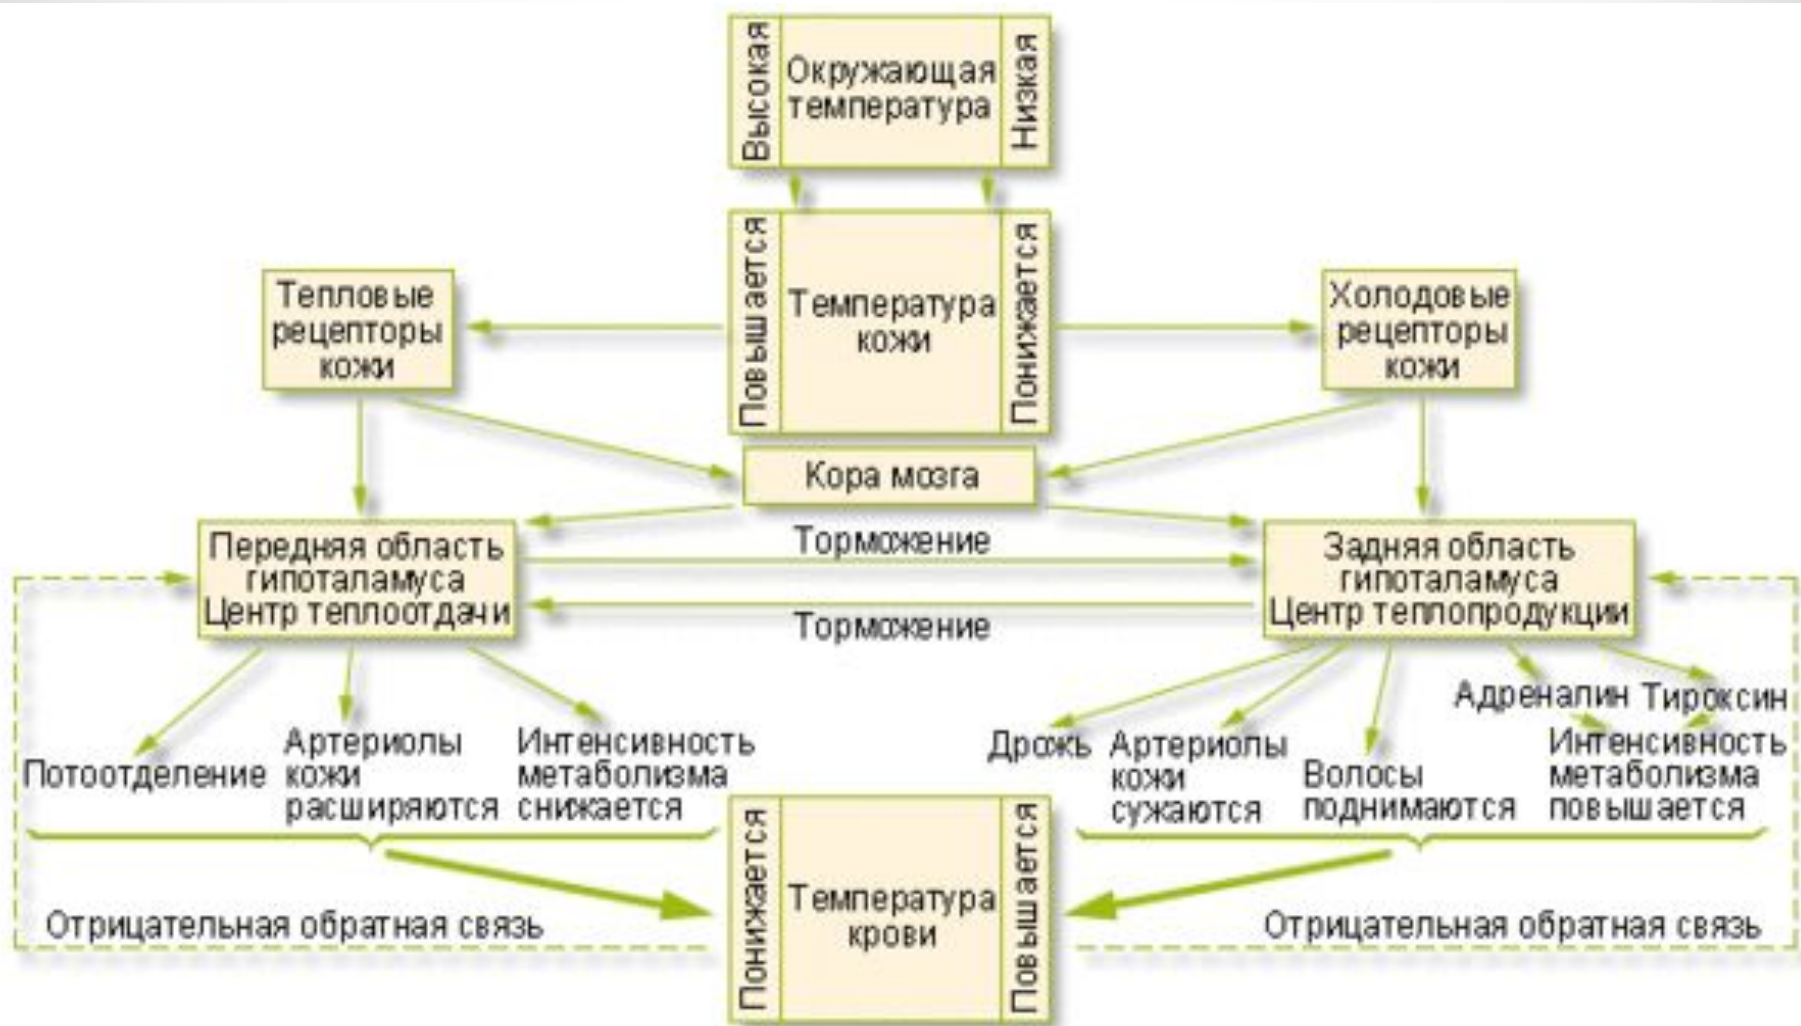 Высокая
Окружающая
температура
Низкая
Повышается
Температура
кожи
Понижается
Тепловые
рецепторы
кожи
Холодовые
рецепторы
кожи
Кора мозга
Передняя область
гипоталамуса
Центр теплоотдачи
Торможение
Торможение
Задняя область
гипоталамуса
Центр теплопродукции
Потоотделение
Артериолы
кожи
расширяются
Интенсивность
метаболизма
снижается
Дрожь
Артериолы
кожи
сужаются
Волосы
поднимаются
Адреналин
Тироксин
Интенсивность
метаболизма
повышается
Понижается
Температура
крови
Повышается
Отрицательная обратная связь
Отрицательная обратная связь